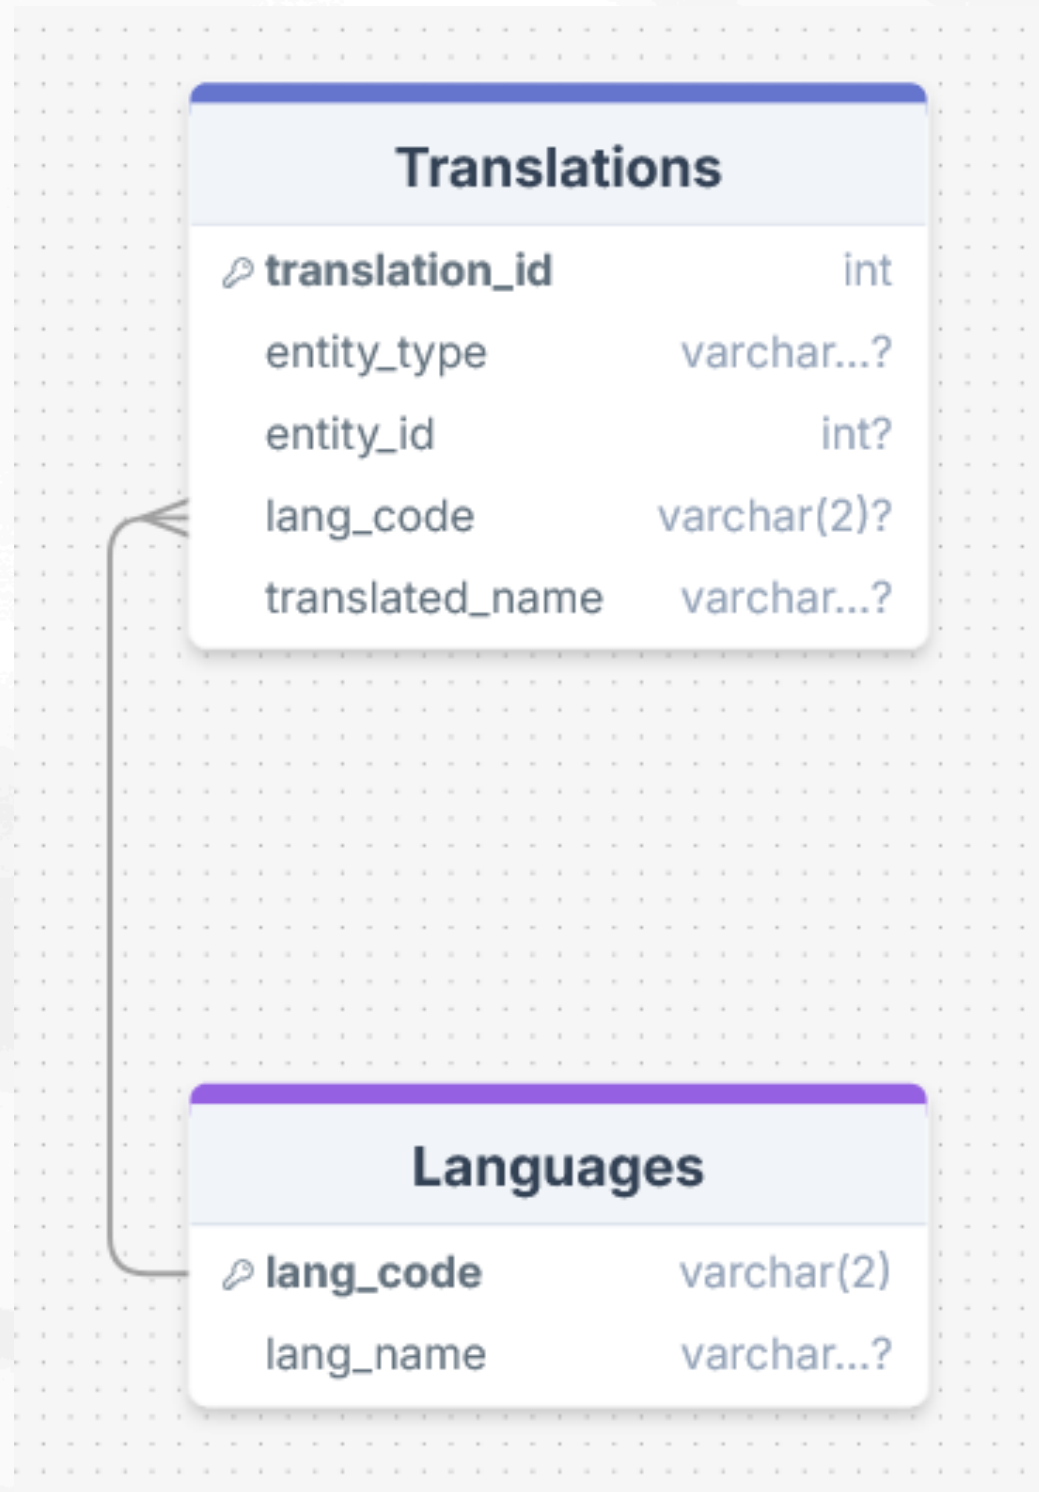 Translations
translation_id int
entity_type varchar...?
entity_id int?
lang_code varchar(2)?
translated_name varchar...?
Languages
lang_code varchar(2)
lang_name varchar...?